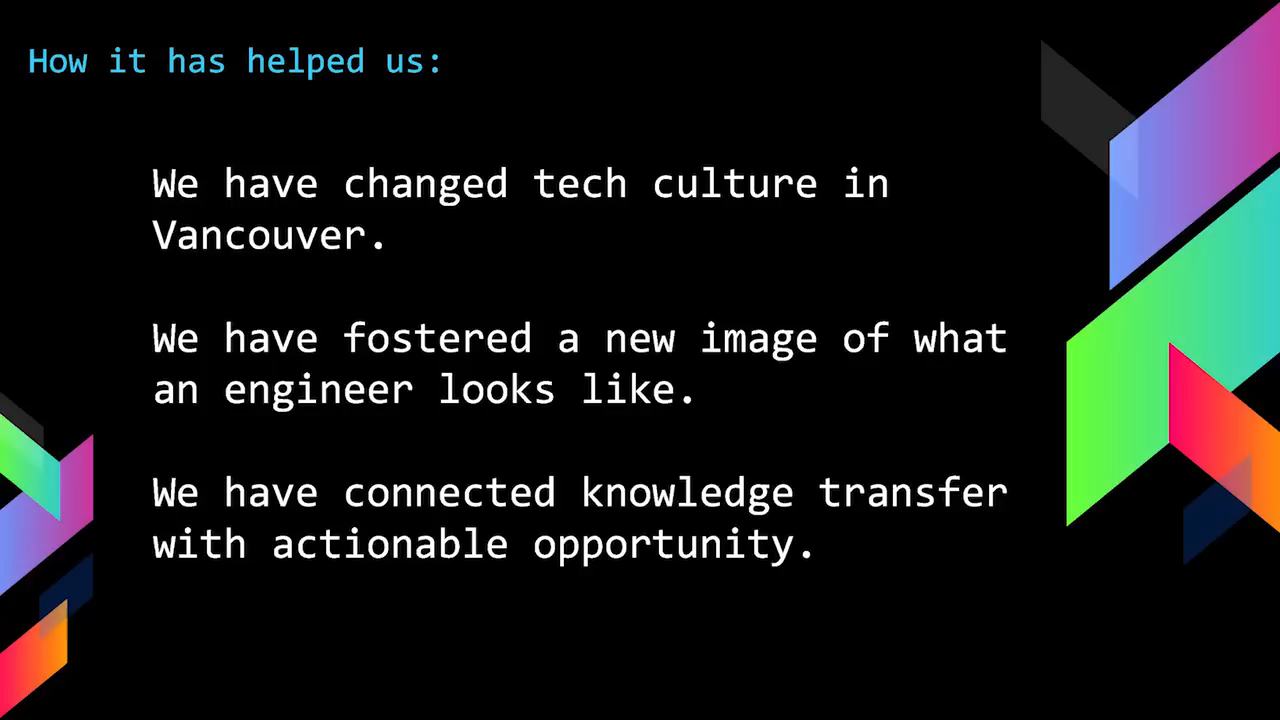 How it has helped us:
We have changed tech culture in
Vancouver.
We have fostered a new image of what
an engineer looks like.
We have connected knowledge transfer
with actionable opportunity.